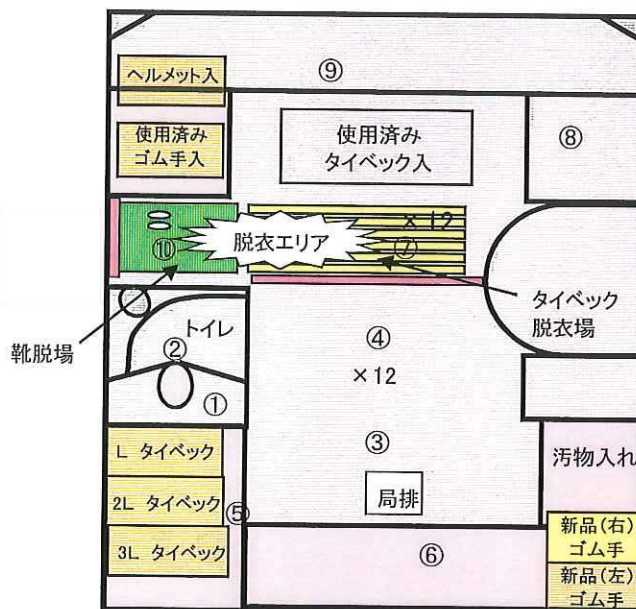 ⑨
ヘルメット入
使用済み
ゴム手入
使用済み
タイベック入
⑧
×12
⑩
脱衣エリア
⑦
タイベック
脱衣場
靴脱場
トイレ
②
①
④
×12
③
局排
L タイベック
2L タイベック
3L タイベック
⑤
⑥
汚物入れ
新品(右)
ゴム手
新品(左)
ゴム手